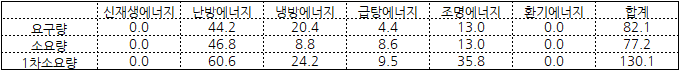 신재생에너지 난방에너지 냉방에너지 급탕에너지 조명에너지 환기에너지 합계
요구량 0.0 44.2 20.4 4.4 13.0 0.0 82.1
소요량 0.0 46.8 8.8 8.6 13.0 0.0 77.2
1차소요량 0.0 60.6 24.2 9.5 35.8 0.0 130.1